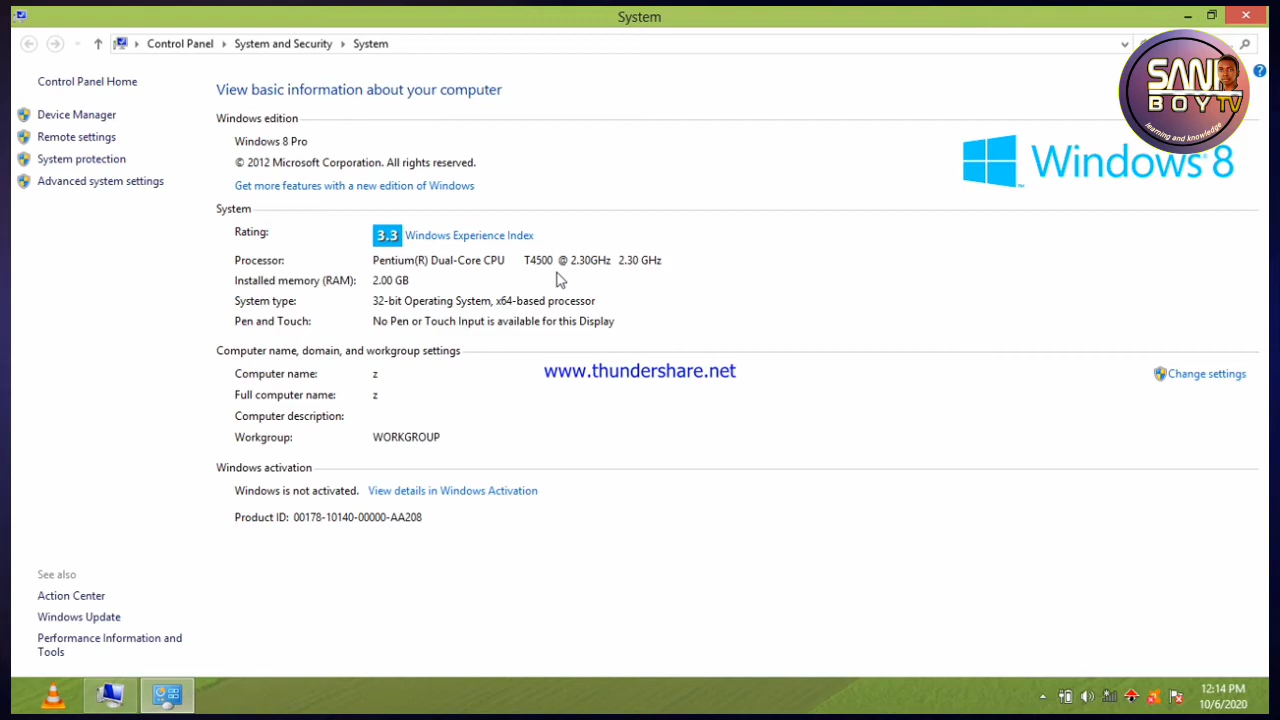 System
Control Panel
System and Security
System
SANI
BOY TV
learning and knowledge
Control Panel Home
Device Manager
Remote settings
System protection
Advanced system settings
View basic information about your computer
Windows edition
Windows 8 Pro
© 2012 Microsoft Corporation. All rights reserved.
Get more features with a new edition of Windows
Windows 8
System
Rating: 3.3 Windows Experience Index
Processor: Pentium(R) Dual-Core CPU T4500 @ 2.30GHz 2.30 GHz
Installed memory (RAM): 2.00 GB
System type: 32-bit Operating System, x64-based processor
Pen and Touch: No Pen or Touch Input is available for this Display
Computer name, domain, and workgroup settings
www.thundershare.net
Computer name: z
Change settings
Full computer name: z
Computer description:
Workgroup: WORKGROUP
Windows activation
Windows is not activated. View details in Windows Activation
Product ID: 00178-10140-00000-AA208
See also
Action Center
Windows Update
Performance Information and
Tools
12:14 PM
10/6/2020